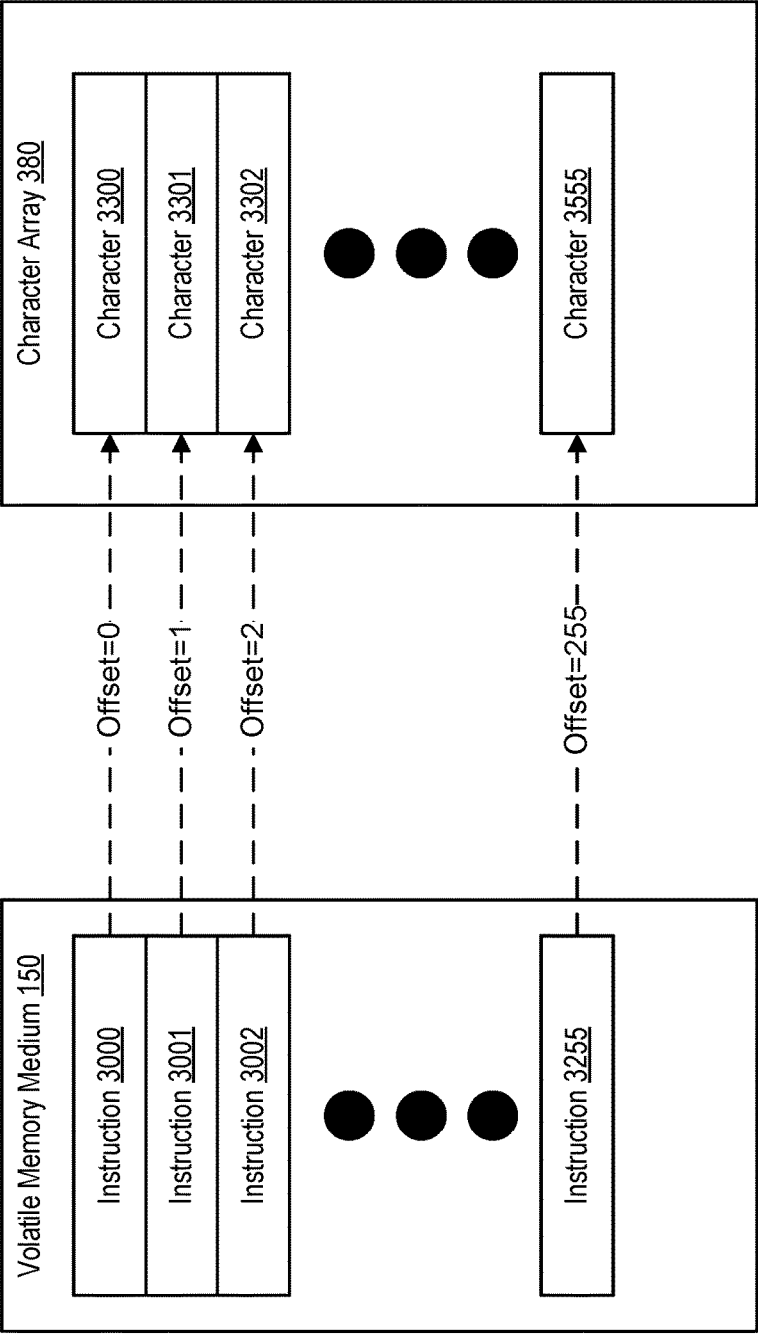 Volatile Memory Medium 150
Instruction 3000
Instruction 3001
Instruction 3002
Instruction 3255
Offset=0
Offset=1
Offset=2
Offset=255
Character Array 380
Character 3300
Character 3301
Character 3302
Character 3555